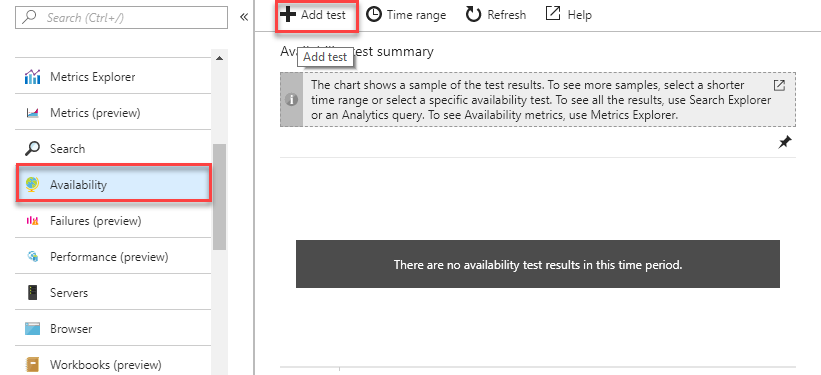 Search (Ctrl+/)
«
Metrics Explorer
Metrics (preview)
Search
Availability
Failures (preview)
Performance (preview)
Servers
Browser
Workbooks (preview)
Add test
Time range
Refresh
Help
Add test
Availability test summary
The chart shows a sample of the test results. To see more samples, select a shorter
time range or select a specific availability test. To see all the results, use Search Explorer
or an Analytics query. To see Availability metrics, use Metrics Explorer.
There are no availability test results in this time period.